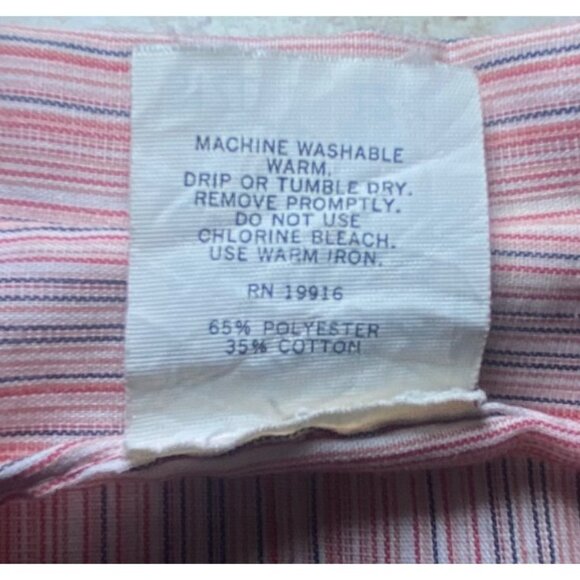 MACHINE WASHABLE
WARM.
DRIP OR TUMBLE DRY.
REMOVE PROMPTLY.
DO NOT USE
CHLORINE BLEACH.
USE WARM IRON.
RN 19916
65% POLYESTER
35% COTTON